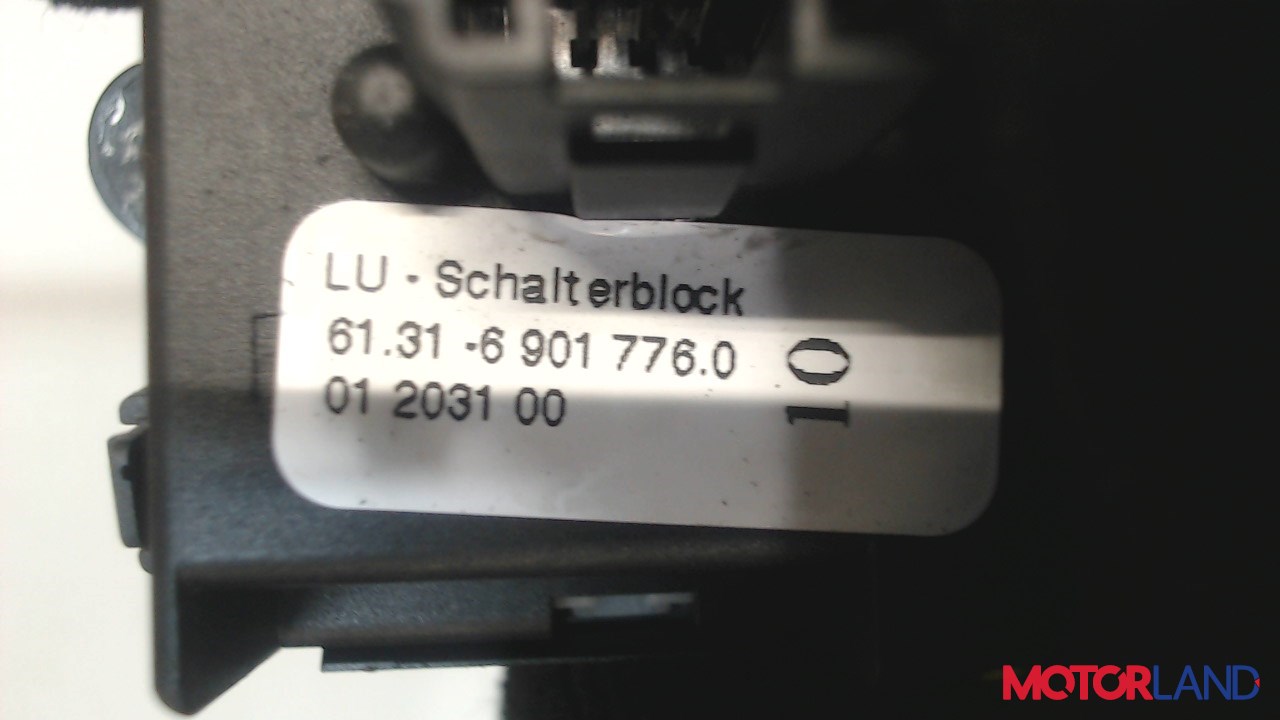 LU - Schalterblock
61.31 -6 901 776.0
01 2031 00
10
MOTORLAND